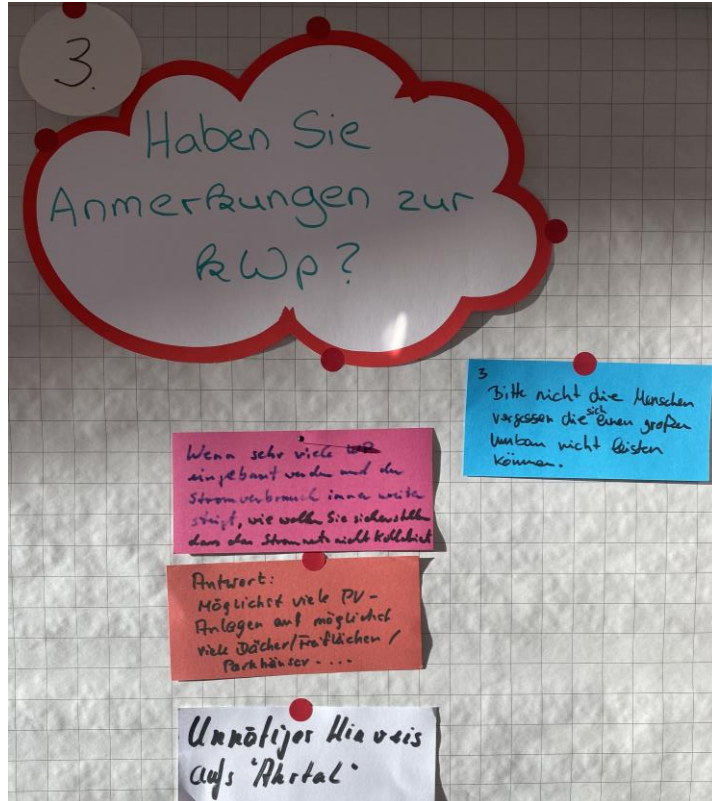 3.
Haben Sie
Anmerkungen zur
kWp?
3
Bitte nicht die Menschen
vergessen die sich einen großen
Umbau nicht leisten
können.
Wenn sehr viele WP
eingebaut werden und der
Stromverbrauch immer weiter
steigt, wie wollen Sie sicherstellen
dass das Stromnetz nicht kollabiert
Antwort:
Möglichst viele PV-
Anlagen auf möglichst
viele Dächer/Freiflächen/
Parkhäuser....
Unnötiger Hinweis
aufs "Ahrtal"